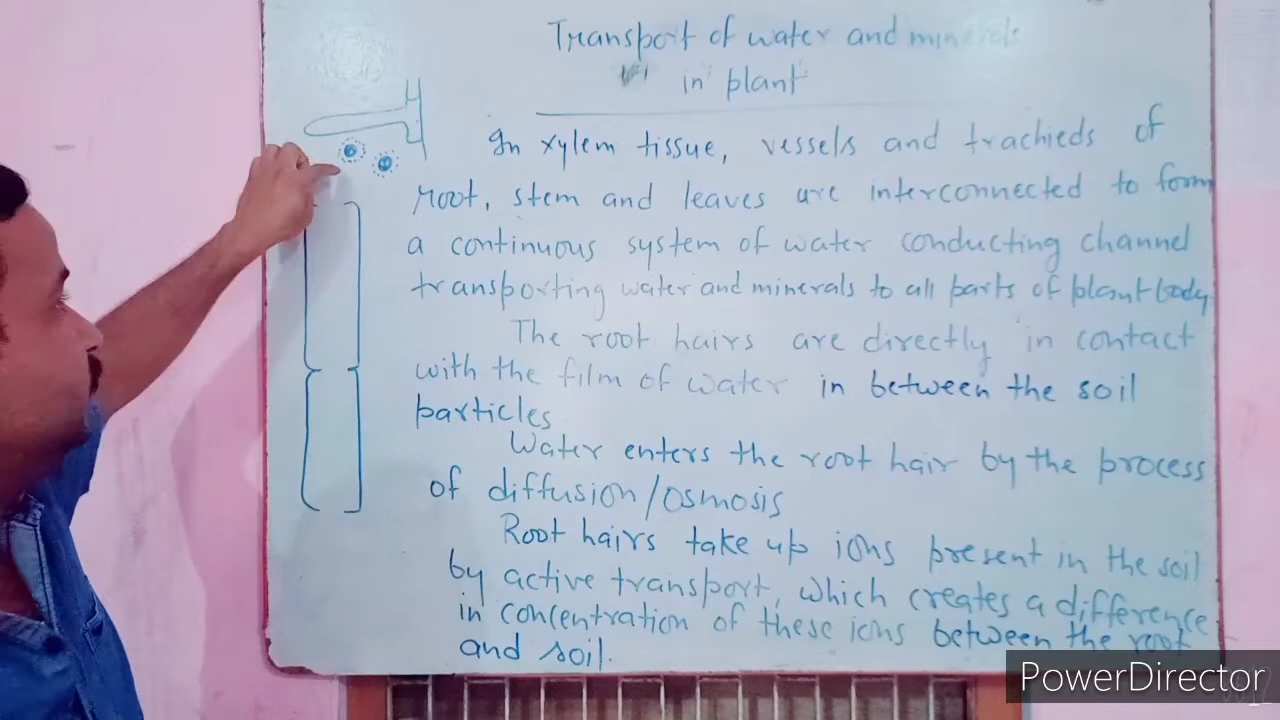 Transport of water and minerals
in plant
In xylem tissue, vessels and trachieds of
root, stem and leaves are interconnected to form
a continuous system of water conducting channel
transporting water and minerals to all parts of plant body
The root hairs are directly in contact
with the film of water in between the soil
particles
Water enters the root hair by the process
of diffusion/osmosis
Root hairs take up ions present in the soil
by active transport, which creates a difference
in concentration of these ions between the root
and soil.
PowerDirector